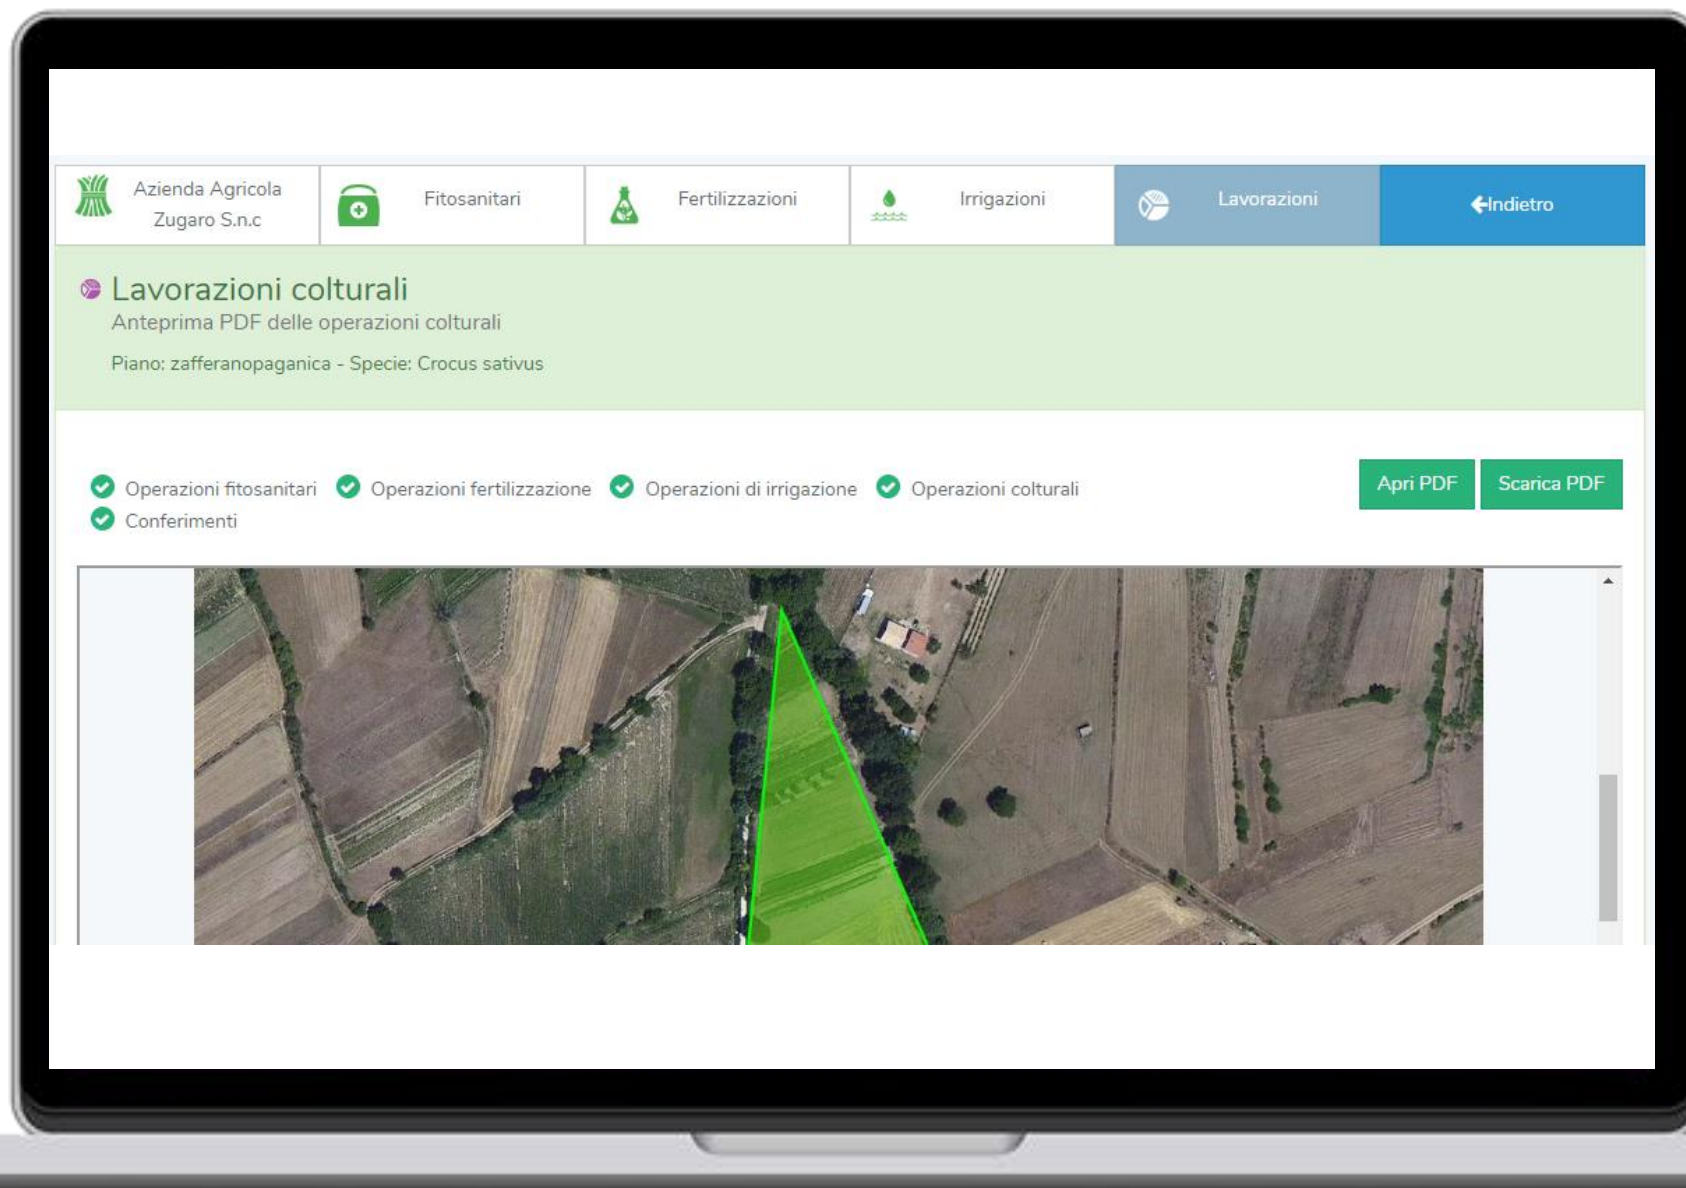 Azienda Agricola
Zugaro S.n.c
Fitosanitari
Fertilizzazioni
Irrigazioni
Lavorazioni
Indietro
Lavorazioni colturali
Anteprima PDF delle operazioni colturali
Piano: zafferanopaganica - Specie: Crocus sativus
Operazioni fitosanitari Operazioni fertilizzazione Operazioni di irrigazione Operazioni colturali
Conferimenti
Apri PDF
Scarica PDF